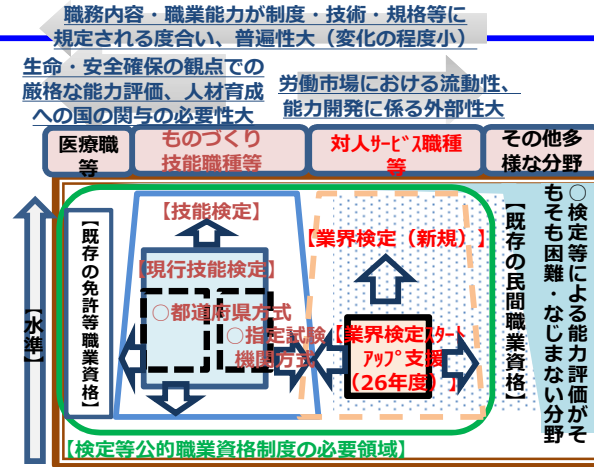 職務内容・職業能力が制度・技術・規格等に
規定される度合い、普遍性大（変化の程度小）
生命・安全確保の観点での
厳格な能力評価、人材育成
への国の関与の必要性大
労働市場における流動性、
能力開発に係る外部性大
医療職
等
ものづくり
技能職種等
対人ｻｰﾋﾞｽ職種
等
その他多
様な分野
【水準】
【既存の免許等職業資格】
【技能検定】
【現行技能検定】
○都道府県方式
○指定試験
機関方式
【業界検定（新規）】
【業界検定ｽﾀｰﾄ
ｱｯﾌﾟ支援
（26年度）】
【既存の民間職業資格】
○検定等による能力評価がそ
もそも困難・なじまない分野
【検定等公的職業資格制度の必要領域】